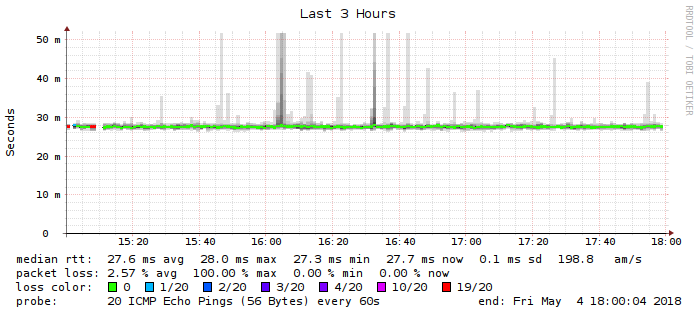 Last 3 Hours
RRDTOOL / TOBI OETIKER
Seconds
50 m
40 m
30 m
20 m
10 m
0
15:20 15:40 16:00 16:20 16:40 17:00 17:20 17:40 18:00
median rtt: 27.6 ms avg 28.0 ms max 27.3 ms min 27.7 ms now 0.1 ms sd 198.8 am/s
packet loss: 2.57 % avg 100.00 % max 0.00 % min 0.00 % now
loss color: 0 1/20 2/20 3/20 4/20 10/20 19/20
probe: 20 ICMP Echo Pings (56 Bytes) every 60s end: Fri May 4 18:00:04 2018